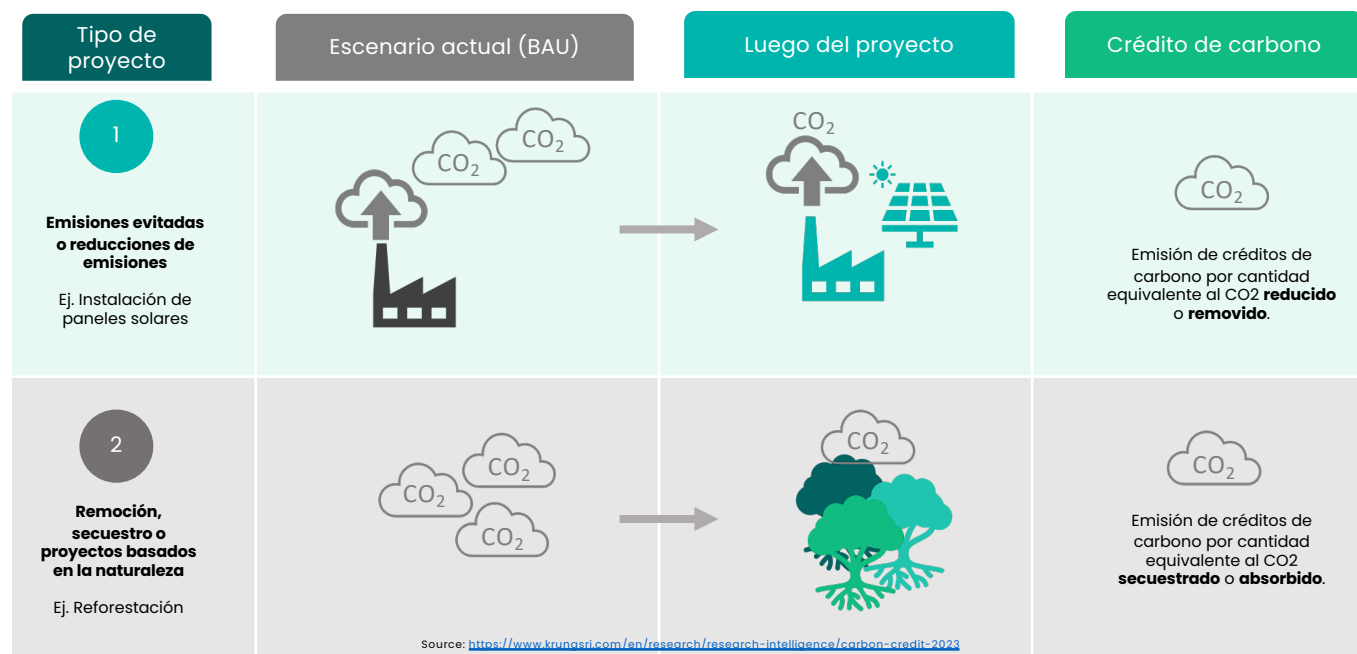 Tipo de
proyecto
Escenario actual (BAU)
Luego del proyecto
Crédito de carbono
1
Emisiones evitadas
o reducciones de
emisiones
Ej. Instalación de
paneles solares
CO₂
CO₂
CO₂
CO₂
Emisión de créditos de
carbono por cantidad
equivalente al CO2 reducido
o removido.
2
Remoción,
secuestro o
proyectos basados
en la naturaleza
Ej. Reforestación
CO₂
CO₂
CO₂
CO₂
CO₂
Emisión de créditos de
carbono por cantidad
equivalente al CO2
secuestrado o absorbido.
Source: https://www.krungsri.com/en/research/research-intelligence/carbon-credit-2023